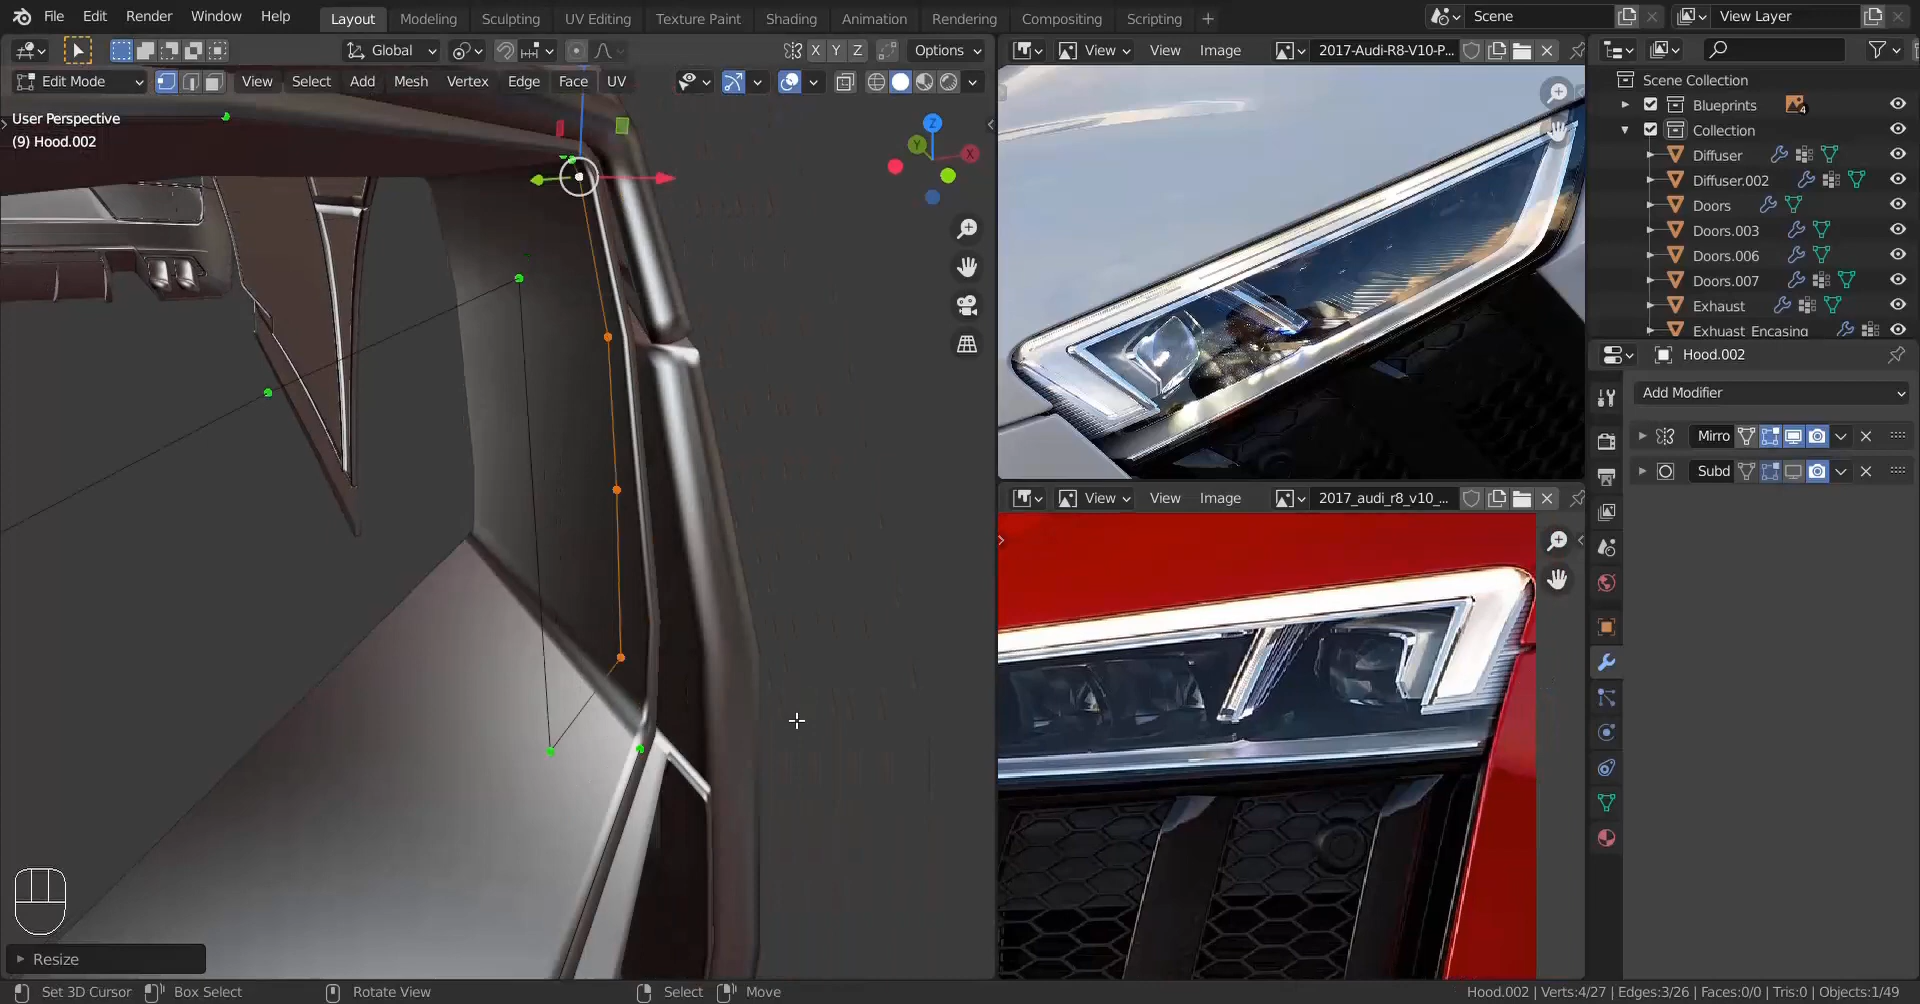 File Edit Render Window Help Layout Modeling Sculpting UV Editing Texture Paint Shading Animation Rendering Compositing Scripting + Scene View Layer
Global X Y Z Options
View View Image 2017-Audi-R8-V10-P...
Edit Mode View Select Add Mesh Vertex Edge Face UV
User Perspective
(9) Hood.002
Z
Y
X
View View Image 2017_audi_r8_v10_...
Scene Collection
Blueprints 4
Collection
Diffuser
Diffuser.002
Doors
Doors.003
Doors.006
Doors.007
Exhaust
Exhuast Encasing
Hood.002
Add Modifier
Mirro
Subd
Resize
Set 3D Cursor Box Select Rotate View Select Move Hood.002 | Verts:4/27 | Edges:3/26 | Faces:0/0 | Tris:0 | Objects:1/49